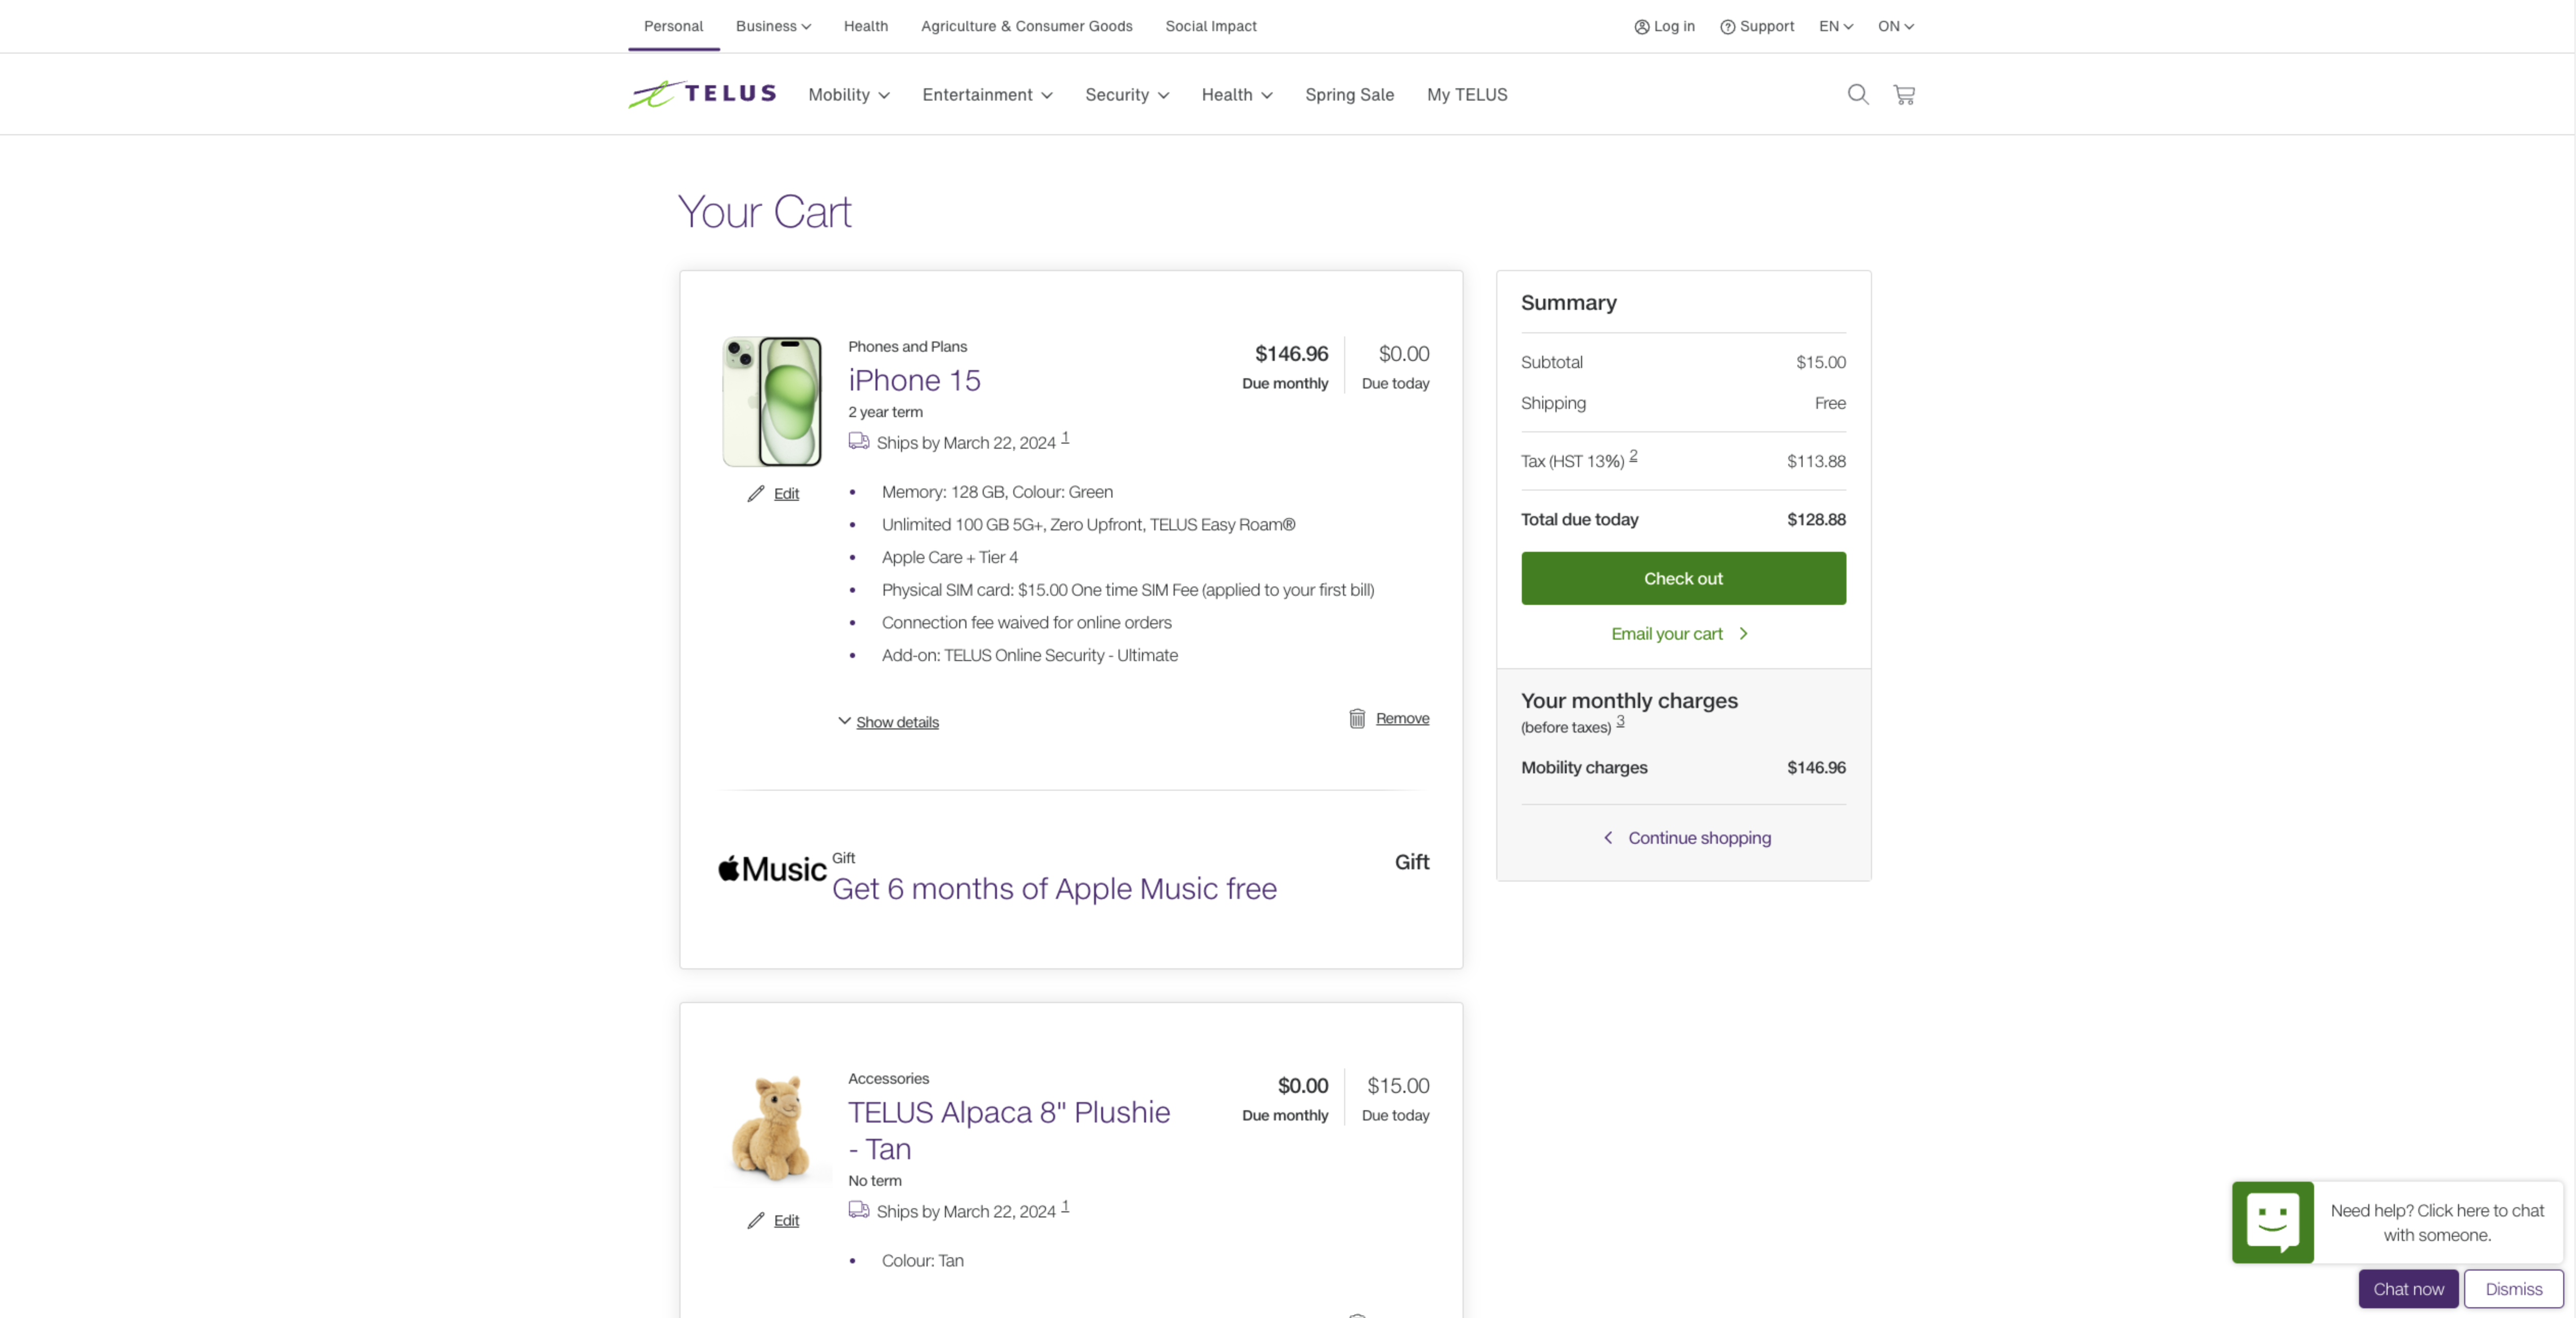 Personal Business Health Agriculture & Consumer Goods Social Impact Log in Support EN ON
TELUS Mobility Entertainment Security Health Spring Sale My TELUS
Your Cart
Phones and Plans
iPhone 15
2 year term
Ships by March 22, 2024 1
$146.96
Due monthly
$0.00
Due today
Edit
Memory: 128 GB, Colour: Green
Unlimited 100 GB 5G+, Zero Upfront, TELUS Easy Roam®
Apple Care + Tier 4
Physical SIM card: $15.00 One time SIM Fee (applied to your first bill)
Connection fee waived for online orders
Add-on: TELUS Online Security - Ultimate
Show details
Remove
Music
Gift
Get 6 months of Apple Music free
Gift
Accessories
TELUS Alpaca 8" Plushie
- Tan
No term
Ships by March 22, 2024 1
$0.00
Due monthly
$15.00
Due today
Edit
Colour: Tan
Summary
Subtotal $15.00
Shipping Free
Tax (HST 13%) 2 $113.88
Total due today $128.88
Check out
Email your cart
Your monthly charges
(before taxes) 3
Mobility charges $146.96
Continue shopping
Need help? Click here to chat
with someone.
Chat now Dismiss